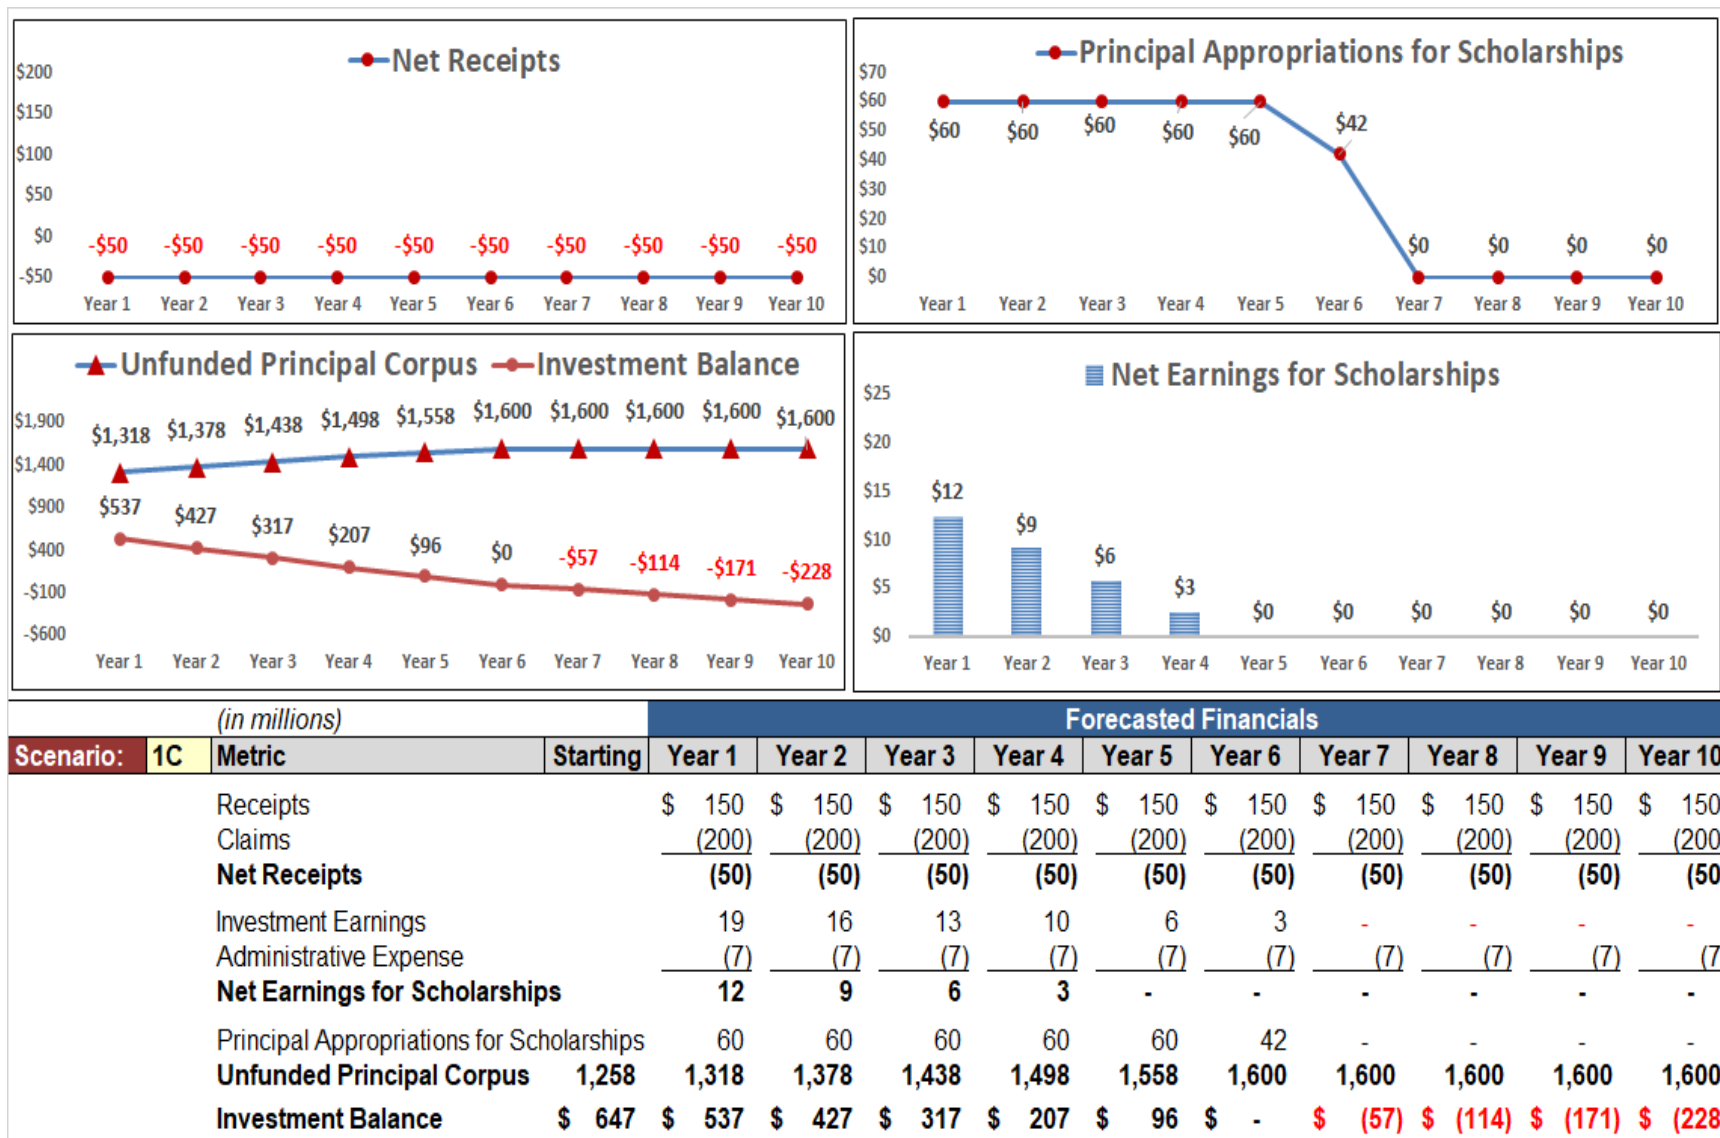 Net Receipts
$200
$150
$100
$50
$0
-$50
-$50 -$50 -$50 -$50 -$50 -$50 -$50 -$50 -$50 -$50
Year 1 Year 2 Year 3 Year 4 Year 5 Year 6 Year 7 Year 8 Year 9 Year 10
Principal Appropriations for Scholarships
$70
$60
$50
$40
$30
$20
$10
$0
$60 $60 $60 $60 $60 $42 $0 $0 $0 $0
Year 1 Year 2 Year 3 Year 4 Year 5 Year 6 Year 7 Year 8 Year 9 Year 10
Unfunded Principal Corpus Investment Balance
$1,900
$1,400
$900
$400
-$100
-$600
$1,318 $1,378 $1,438 $1,498 $1,558 $1,600 $1,600 $1,600 $1,600 $1,600
$537 $427 $317 $207 $96 $0 -$57 -$114 -$171 -$228
Year 1 Year 2 Year 3 Year 4 Year 5 Year 6 Year 7 Year 8 Year 9 Year 10
Net Earnings for Scholarships
$25
$20
$15
$10
$5
$0
$12 $9 $6 $3 $0 $0 $0 $0 $0 $0
Year 1 Year 2 Year 3 Year 4 Year 5 Year 6 Year 7 Year 8 Year 9 Year 10
(in millions) Forecasted Financials
Scenario: 1C Metric Starting Year 1 Year 2 Year 3 Year 4 Year 5 Year 6 Year 7 Year 8 Year 9 Year 10
Receipts $ 150 $ 150 $ 150 $ 150 $ 150 $ 150 $ 150 $ 150 $ 150 $ 150
Claims (200) (200) (200) (200) (200) (200) (200) (200) (200) (200
Net Receipts (50) (50) (50) (50) (50) (50) (50) (50) (50) (50
Investment Earnings 19 16 13 10 6 3 - - - -
Administrative Expense (7) (7) (7) (7) (7) (7) (7) (7) (7) (7
Net Earnings for Scholarships 12 9 6 3 - - - - - -
Principal Appropriations for Scholarships 60 60 60 60 60 42 - - - -
Unfunded Principal Corpus 1,258 1,318 1,378 1,438 1,498 1,558 1,600 1,600 1,600 1,600 1,600
Investment Balance $ 647 $ 537 $ 427 $ 317 $ 207 $ 96 $ - $ (57) $ (114) $ (171) $ (228